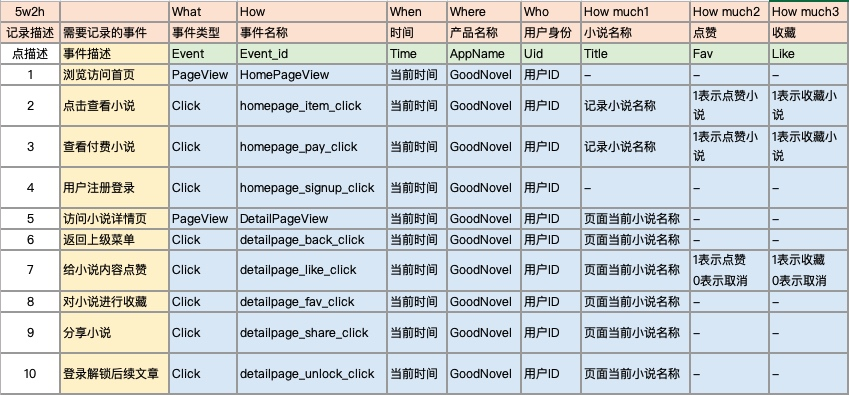 5w2h What How When Where Who How much1 How much2 How much3
记录描述 需要记录的事件 事件类型 事件名称 时间 产品名称 用户身份 小说名称 点赞 收藏
点描述 事件描述 Event Event_id Time AppName Uid Title Fav Like
1 浏览访问首页 PageView HomePageView 当前时间 GoodNovel 用户ID – – –
2 点击查看小说 Click homepage_item_click 当前时间 GoodNovel 用户ID 记录小说名称 1表示点赞小 1表示收藏小
说 说
3 查看付费小说 Click homepage_pay_click 当前时间 GoodNovel 用户ID 记录小说名称 1表示点赞小 1表示收藏小
说 说
4 用户注册登录 Click homepage_signup_click 当前时间 GoodNovel 用户ID – – –
5 访问小说详情页 PageView DetailPageView 当前时间 GoodNovel 用户ID 页面当前小说名称 – –
6 返回上级菜单 Click detailpage_back_click 当前时间 GoodNovel 用户ID 页面当前小说名称 – –
7 给小说内容点赞 Click detailpage_like_click 当前时间 GoodNovel 用户ID 页面当前小说名称 1表示点赞 1表示收藏
0表示取消 0表示取消
8 对小说进行收藏 Click detailpage_fav_click 当前时间 GoodNovel 用户ID 页面当前小说名称 – –
9 分享小说 Click detailpage_share_click 当前时间 GoodNovel 用户ID 页面当前小说名称 – –
10 登录解锁后续文章 Click detailpage_unlock_click 当前时间 GoodNovel 用户ID 页面当前小说名称 – –